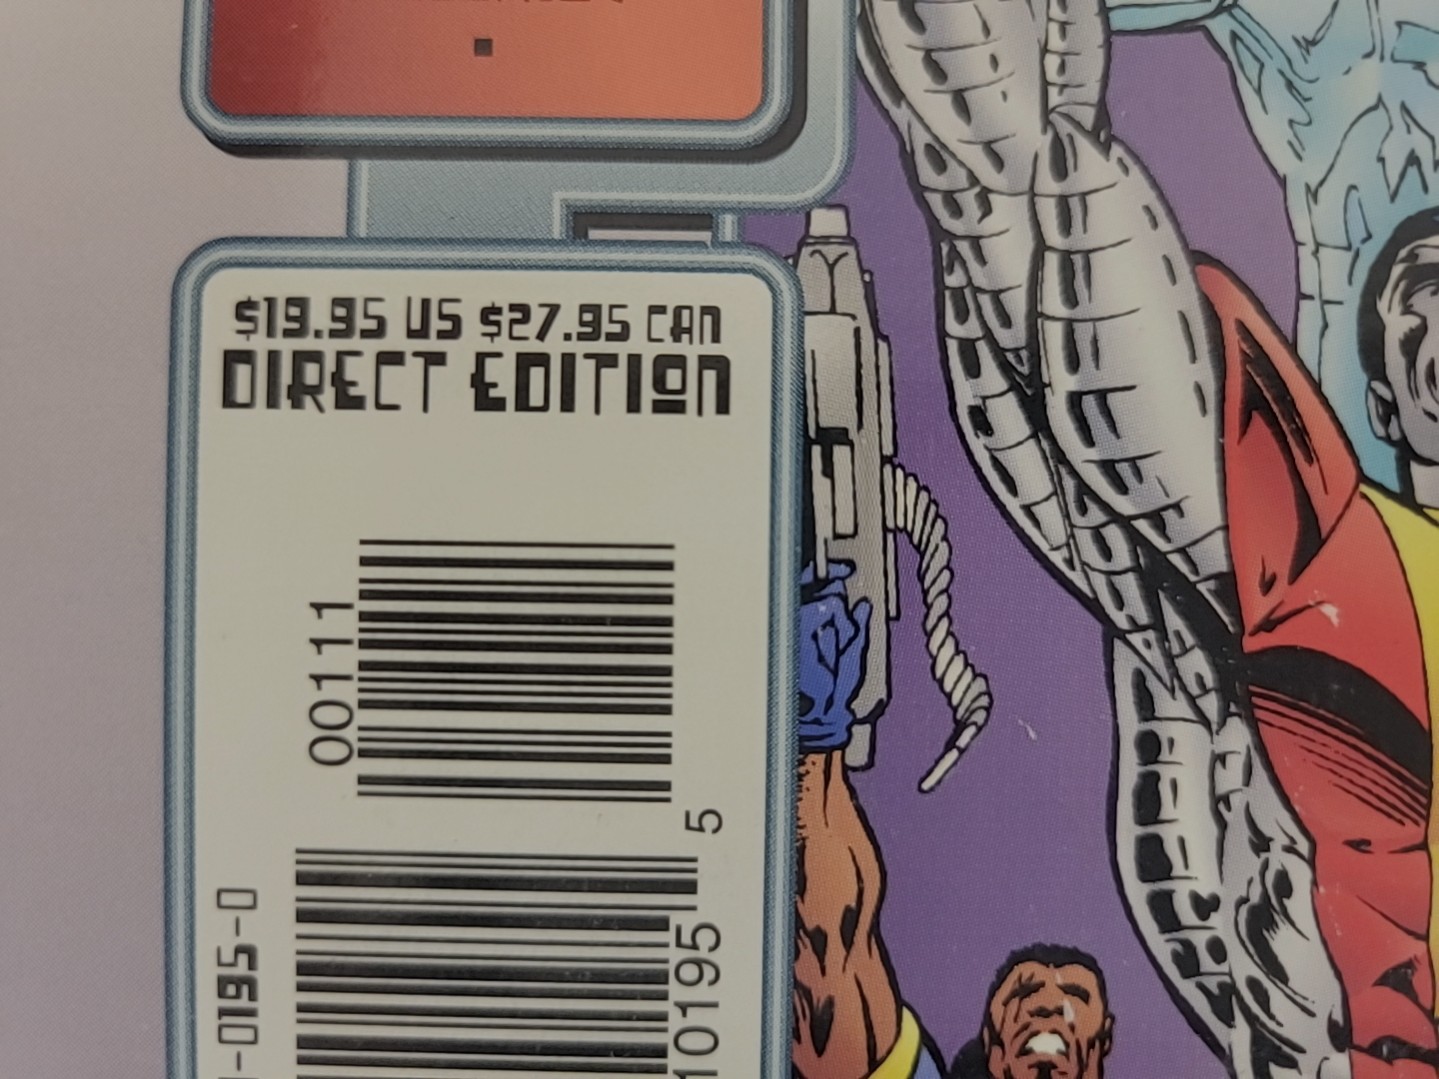 $19.95 US $27.95 CAN
DIRECT EDITION
00111
5
10195
-0195-0